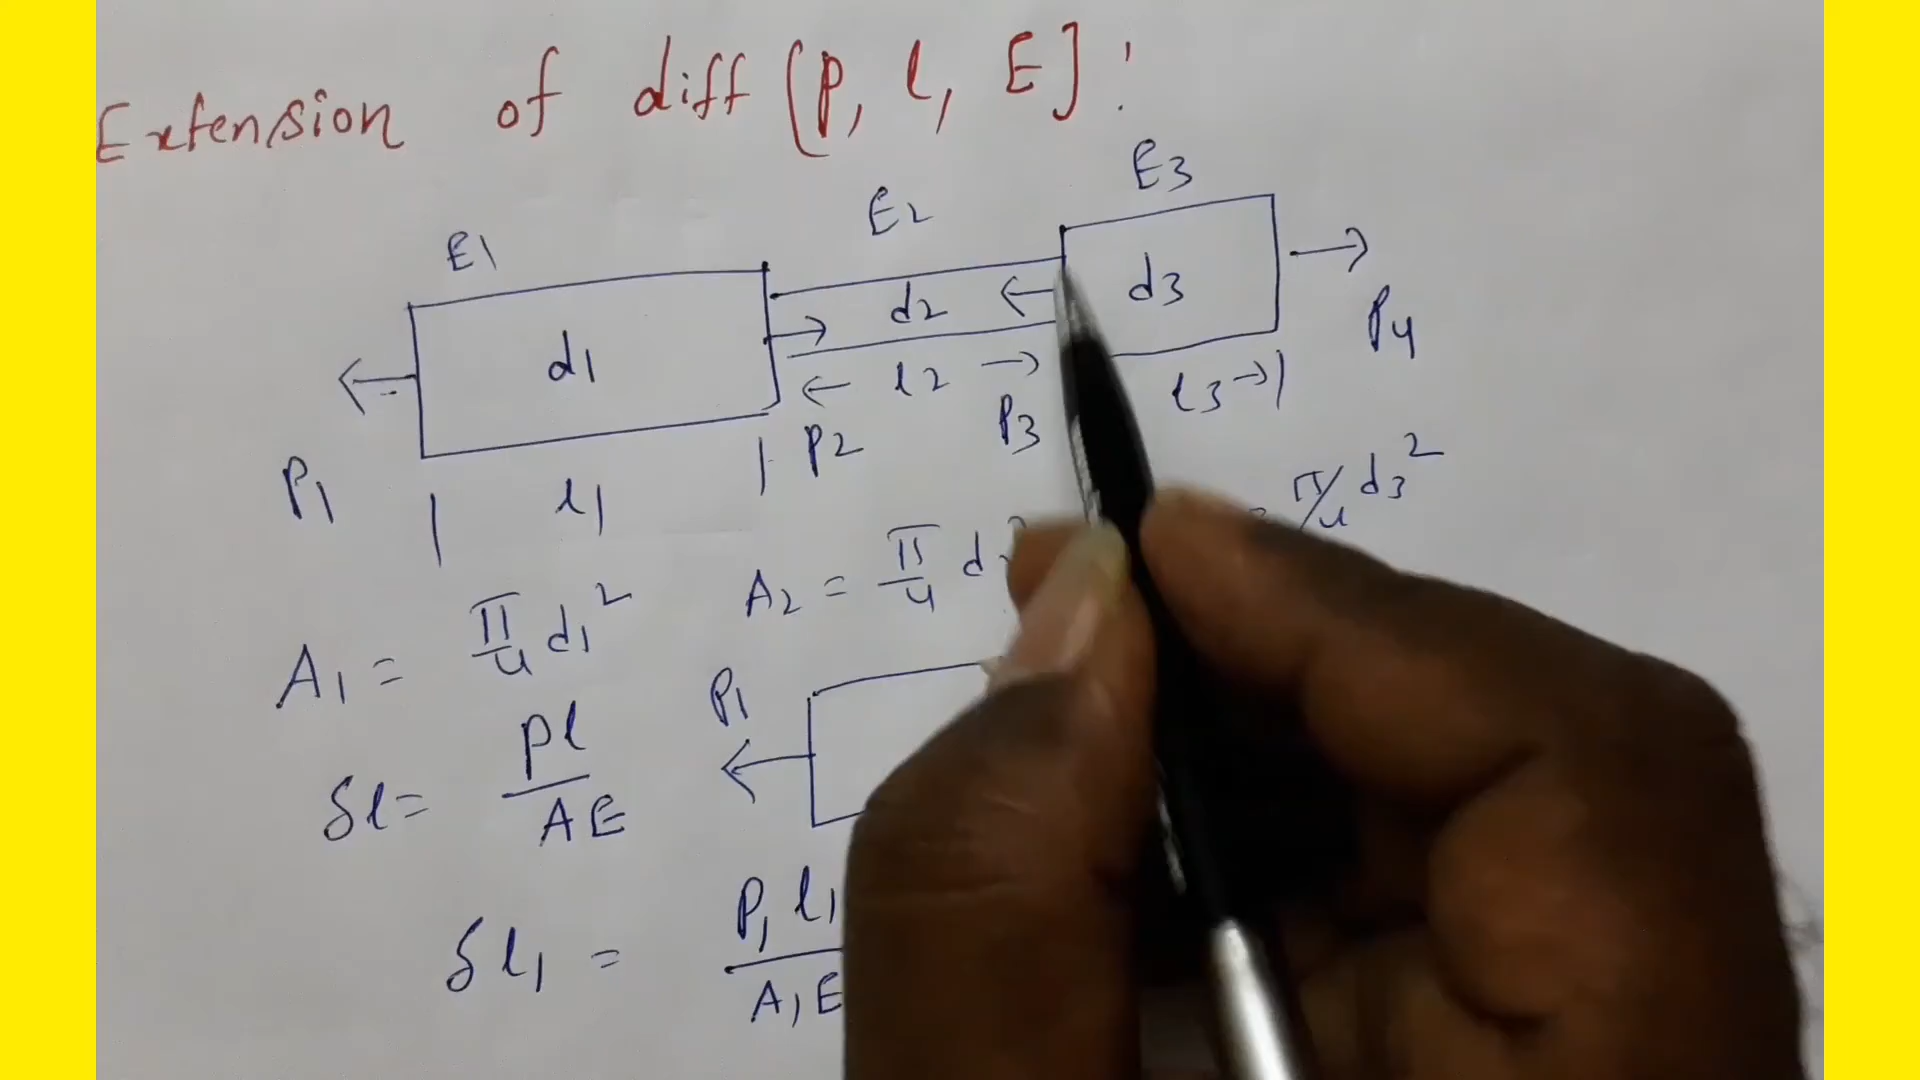 Extension of diff (P, l, E] :
E1 E2 E3
d1 d2 d3
P1 l1 P2 l2 P3 l3 P4
A1 = π/4 d1² A2 = π/4 d = π/4 d3²
δl = Pl/AE P1
δl1 = P1 l1/A1 E